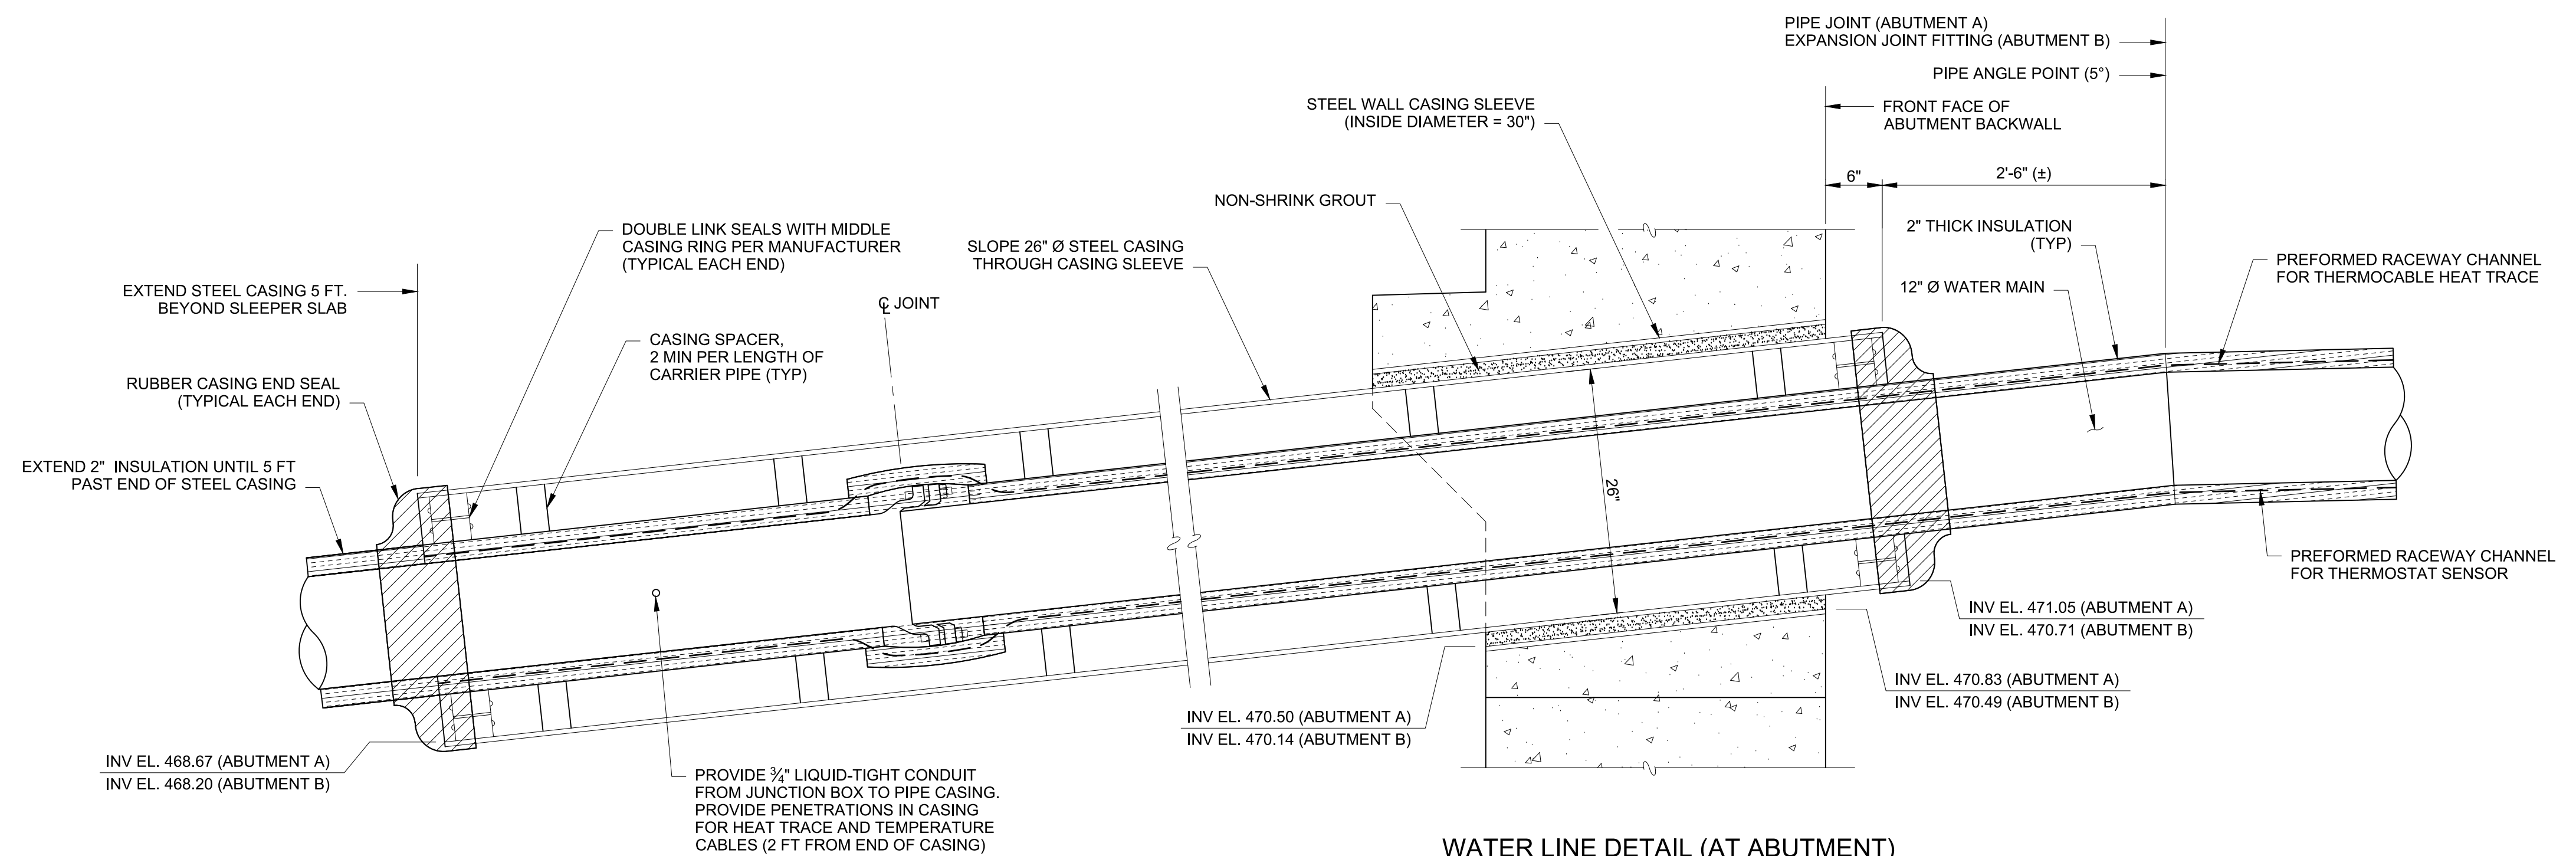 PIPE JOINT (ABUTMENT A)
EXPANSION JOINT FITTING (ABUTMENT B)
PIPE ANGLE POINT (5°)
STEEL WALL CASING SLEEVE
(INSIDE DIAMETER = 30")
FRONT FACE OF
ABUTMENT BACKWALL
6"
2'-6" (±)
NON-SHRINK GROUT
DOUBLE LINK SEALS WITH MIDDLE
CASING RING PER MANUFACTURER
(TYPICAL EACH END)
SLOPE 26" Ø STEEL CASING
THROUGH CASING SLEEVE
2" THICK INSULATION
(TYP)
PREFORMED RACEWAY CHANNEL
FOR THERMOCABLE HEAT TRACE
12" Ø WATER MAIN
EXTEND STEEL CASING 5 FT.
BEYOND SLEEPER SLAB
℄ JOINT
CASING SPACER,
2 MIN PER LENGTH OF
CARRIER PIPE (TYP)
RUBBER CASING END SEAL
(TYPICAL EACH END)
EXTEND 2" INSULATION UNTIL 5 FT
PAST END OF STEEL CASING
26"
PREFORMED RACEWAY CHANNEL
FOR THERMOSTAT SENSOR
INV EL. 471.05 (ABUTMENT A)
INV EL. 470.71 (ABUTMENT B)
INV EL. 470.83 (ABUTMENT A)
INV EL. 470.49 (ABUTMENT B)
INV EL. 470.50 (ABUTMENT A)
INV EL. 470.14 (ABUTMENT B)
INV EL. 468.67 (ABUTMENT A)
INV EL. 468.20 (ABUTMENT B)
PROVIDE ¾" LIQUID-TIGHT CONDUIT
FROM JUNCTION BOX TO PIPE CASING.
PROVIDE PENETRATIONS IN CASING
FOR HEAT TRACE AND TEMPERATURE
CABLES (2 FT FROM END OF CASING)
WATER LINE DETAIL (AT ABUTMENT)